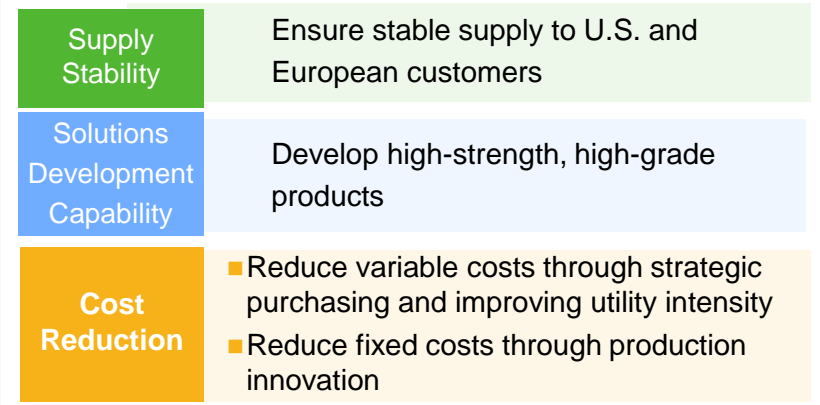 Supply
Stability
Ensure stable supply to U.S. and
European customers
Solutions
Development
Capability
Develop high-strength, high-grade
products
Cost
Reduction
■Reduce variable costs through strategic
purchasing and improving utility intensity
■Reduce fixed costs through production
innovation